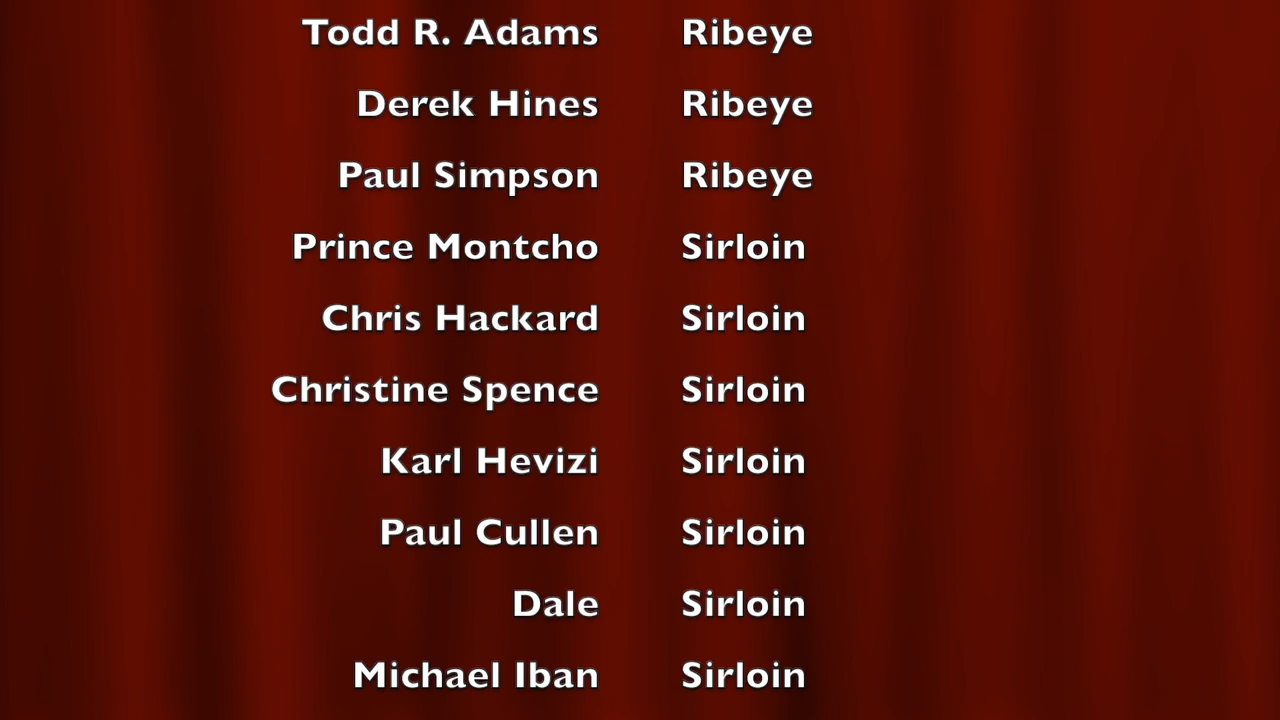 Todd R. Adams Ribeye
Derek Hines Ribeye
Paul Simpson Ribeye
Prince Montcho Sirloin
Chris Hackard Sirloin
Christine Spence Sirloin
Karl Hevizi Sirloin
Paul Cullen Sirloin
Dale Sirloin
Michael Iban Sirloin